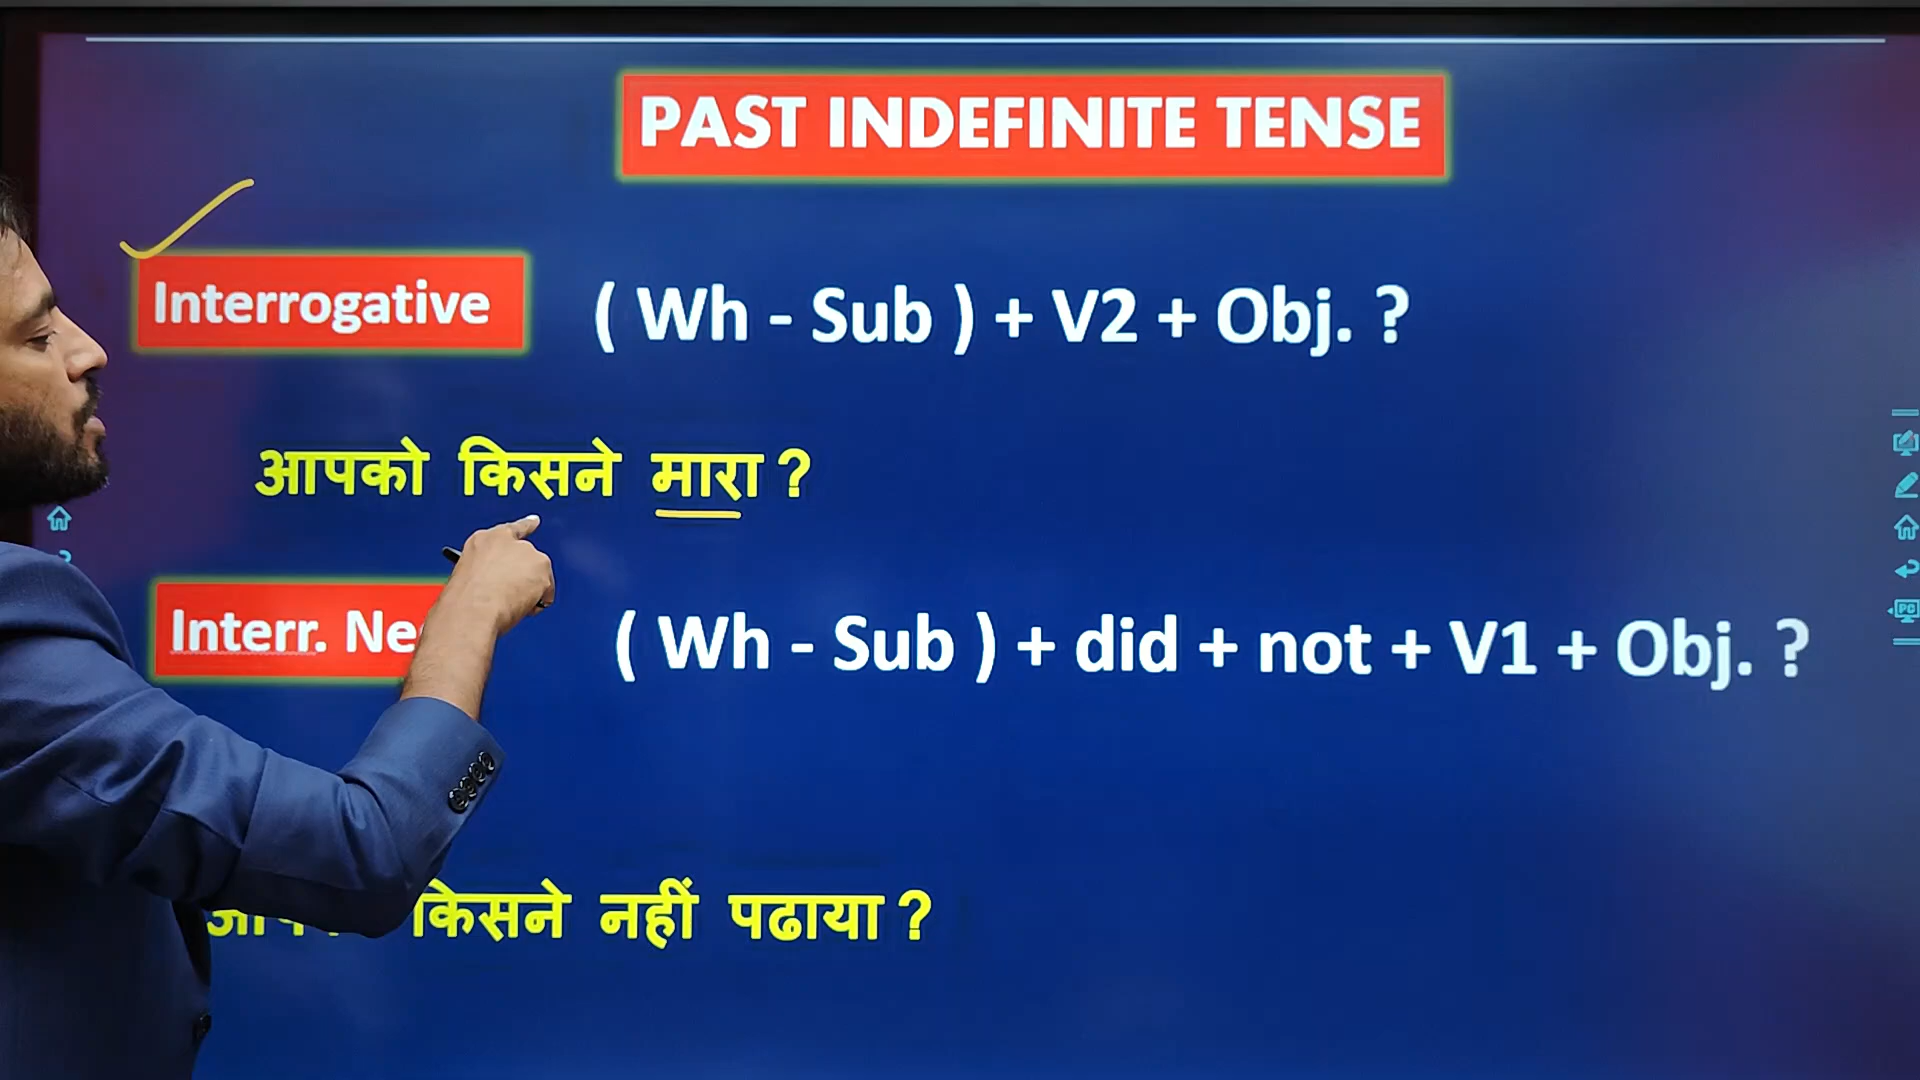 PAST INDEFINITE TENSE
Interrogative ( Wh - Sub ) + V2 + Obj. ?
आपको किसने मारा ?
Interr. ( Wh - Sub ) + did + not + V1 + Obj. ?
किसने नहीं पढाया ?